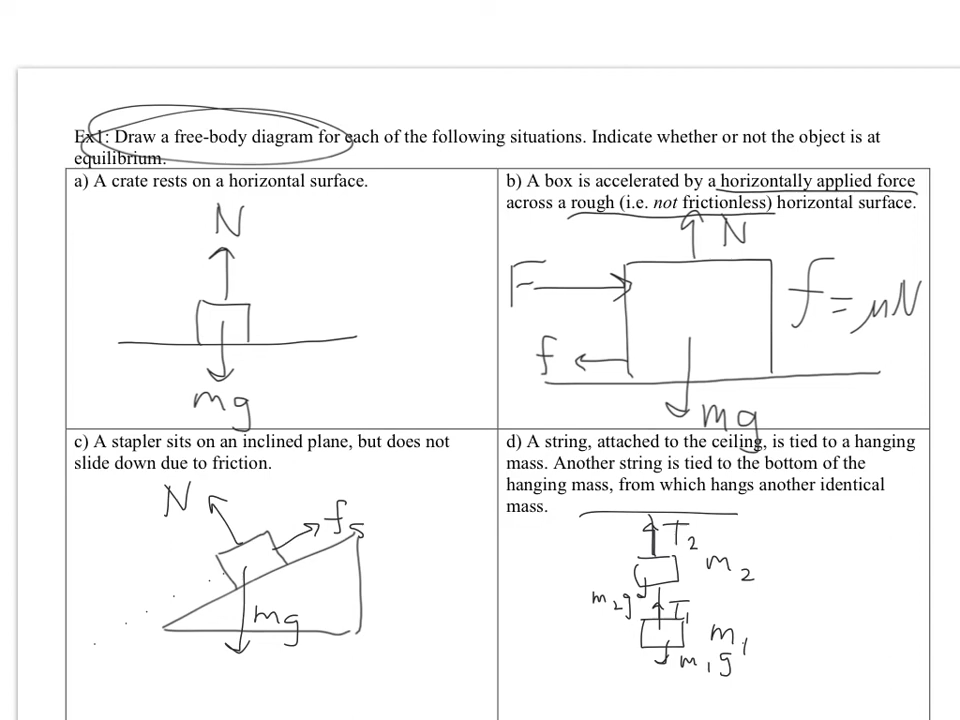 Ex1: Draw a free-body diagram for each of the following situations. Indicate whether or not the object is at
equilibrium.
a) A crate rests on a horizontal surface.
N
mg
b) A box is accelerated by a horizontally applied force
across a rough (i.e. not frictionless) horizontal surface.
N
F
f = μN
f
mg
c) A stapler sits on an inclined plane, but does not
slide down due to friction.
N
fs
mg
d) A string, attached to the ceiling, is tied to a hanging
mass. Another string is tied to the bottom of the
hanging mass, from which hangs another identical
mass.
T2
m2
m2g
T1
m1
m1g